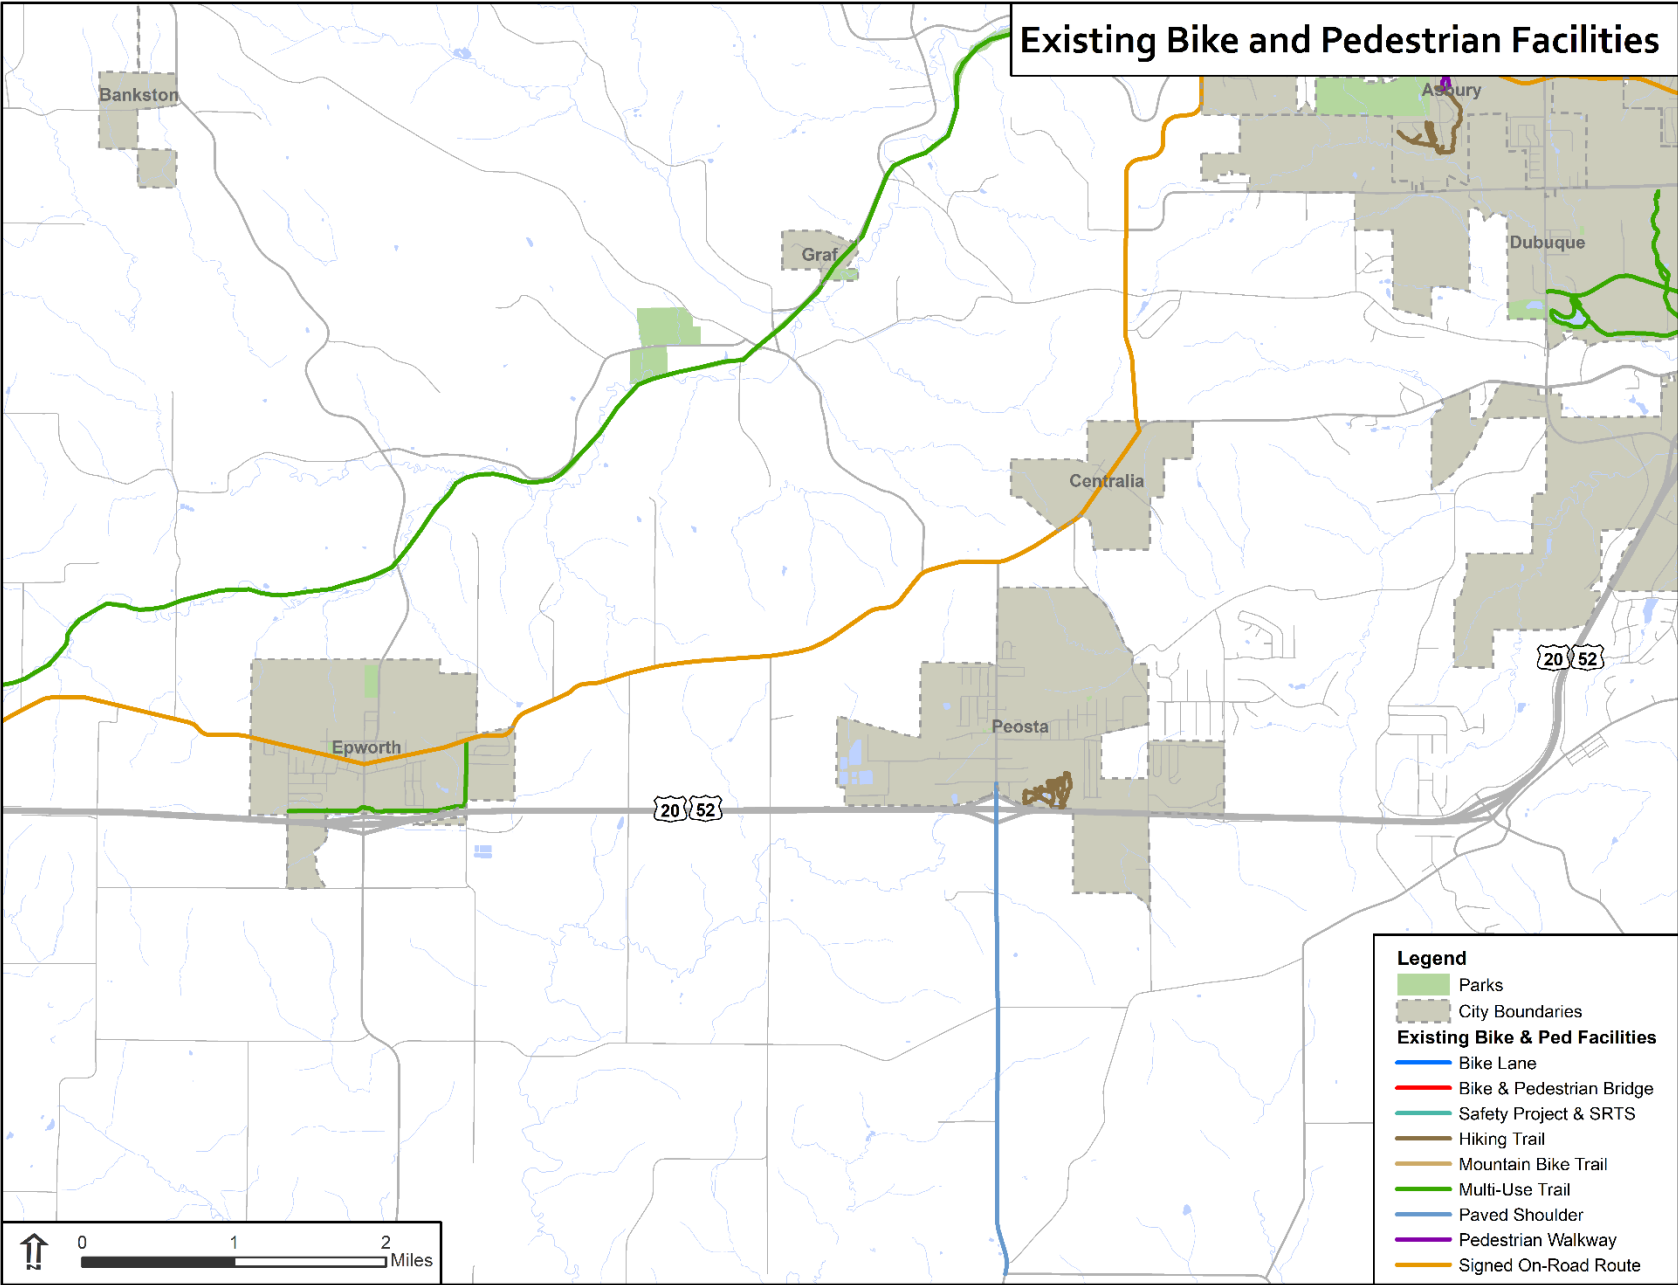 Existing Bike and Pedestrian Facilities
Bankston
Asbury
Graf
Dubuque
Centralia
20 52
Peosta
Epworth
20 52
Legend
Parks
City Boundaries
Existing Bike & Ped Facilities
Bike Lane
Bike & Pedestrian Bridge
Safety Project & SRTS
Hiking Trail
Mountain Bike Trail
Multi-Use Trail
Paved Shoulder
Pedestrian Walkway
Signed On-Road Route
N
0 1 2
Miles